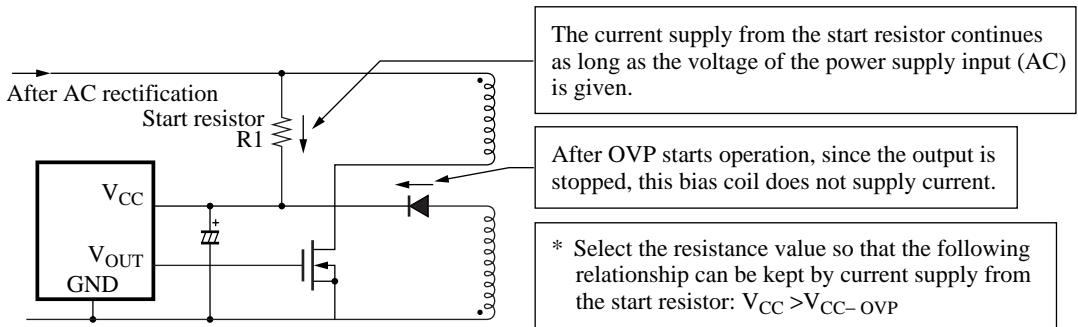 The current supply from the start resistor continues
as long as the voltage of the power supply input (AC)
is given.
After AC rectification
Start resistor
R1
After OVP starts operation, since the output is
stopped, this bias coil does not supply current.
VCC
+
VOUT
GND
* Select the resistance value so that the following
relationship can be kept by current supply from
the start resistor: VCC >VCC– OVP